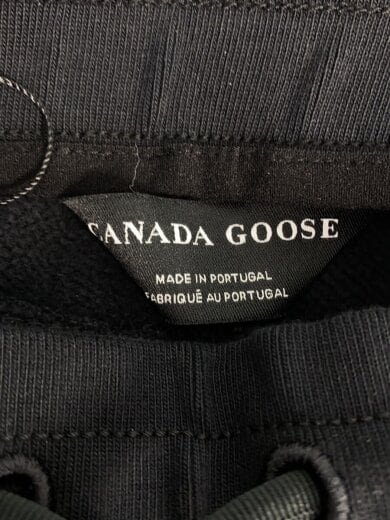 CANADA GOOSE
MADE IN PORTUGAL
FABRIQUÉ AU PORTUGAL